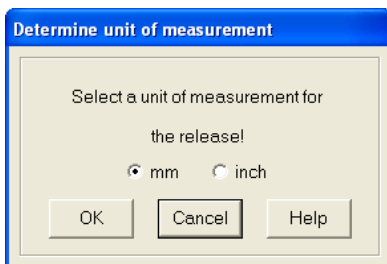 Determine unit of measurement
Select a unit of measurement for
the release!
mm inch
OK Cancel Help